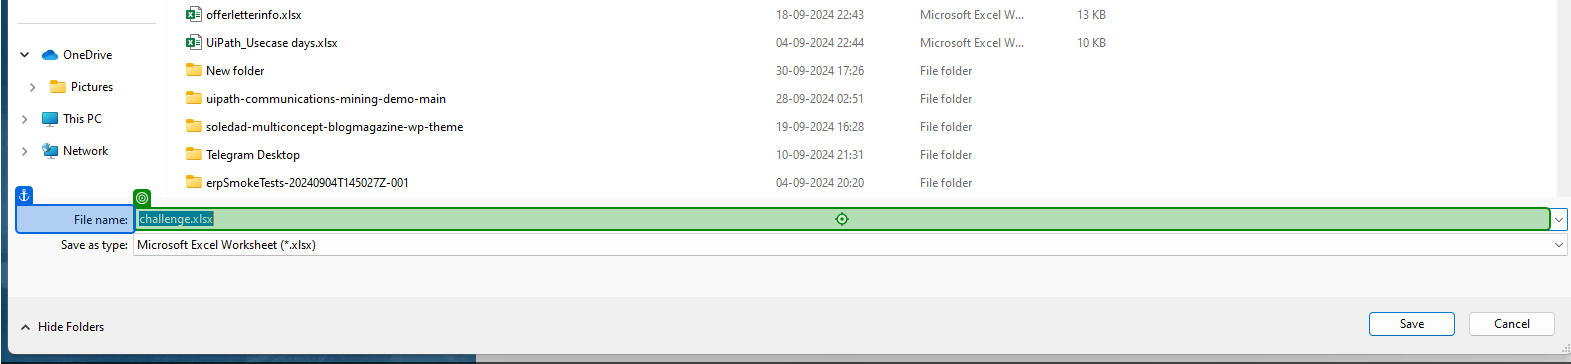 offerletterinfo.xlsx 18-09-2024 22:43 Microsoft Excel W... 13 KB
UiPath_Usecase days.xlsx 04-09-2024 22:44 Microsoft Excel W... 10 KB
OneDrive
New folder 30-09-2024 17:26 File folder
Pictures
uipath-communications-mining-demo-main 28-09-2024 02:51 File folder
This PC
soledad-multiconcept-blogmagazine-wp-theme 19-09-2024 16:28 File folder
Network
Telegram Desktop 10-09-2024 21:31 File folder
erpSmokeTests-20240904T145027Z-001 04-09-2024 20:20 File folder
File name: challenge.xlsx
Save as type: Microsoft Excel Worksheet (*.xlsx)
Hide Folders Save Cancel